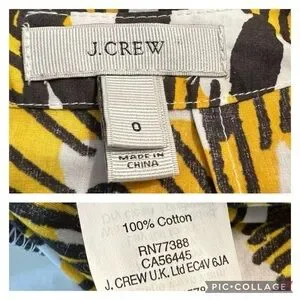 J.CREW
0
MADE IN
CHINA
100% Cotton
RN77388
CA56445
J. CREW U.K. Ltd EC4V 6JA
PIC•COLLAGE